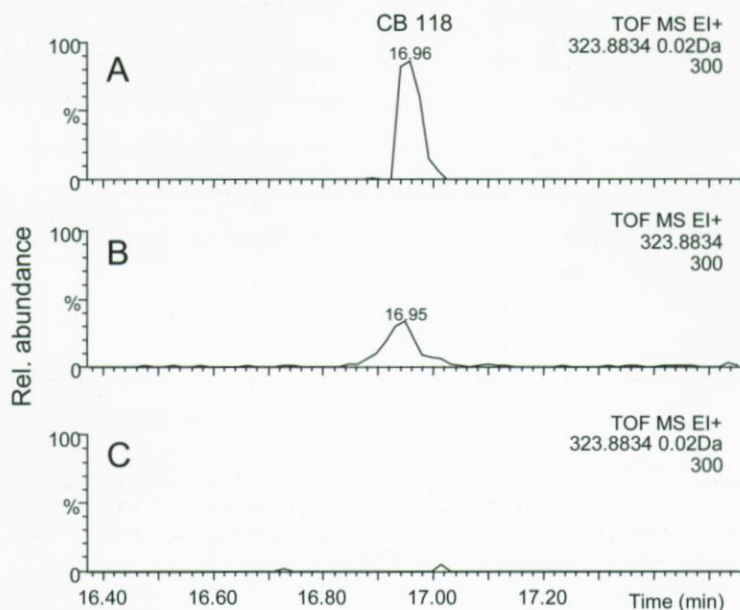 CB 118
TOF MS EI+
323.8834 0.02Da
300
100
A
16.96
%
0
TOF MS EI+
323.8834
300
100
B
16.95
%
0
Rel. abundance
TOF MS EI+
323.8834 0.02Da
300
100
C
%
0
16.40 16.60 16.80 17.00 17.20 Time (min)